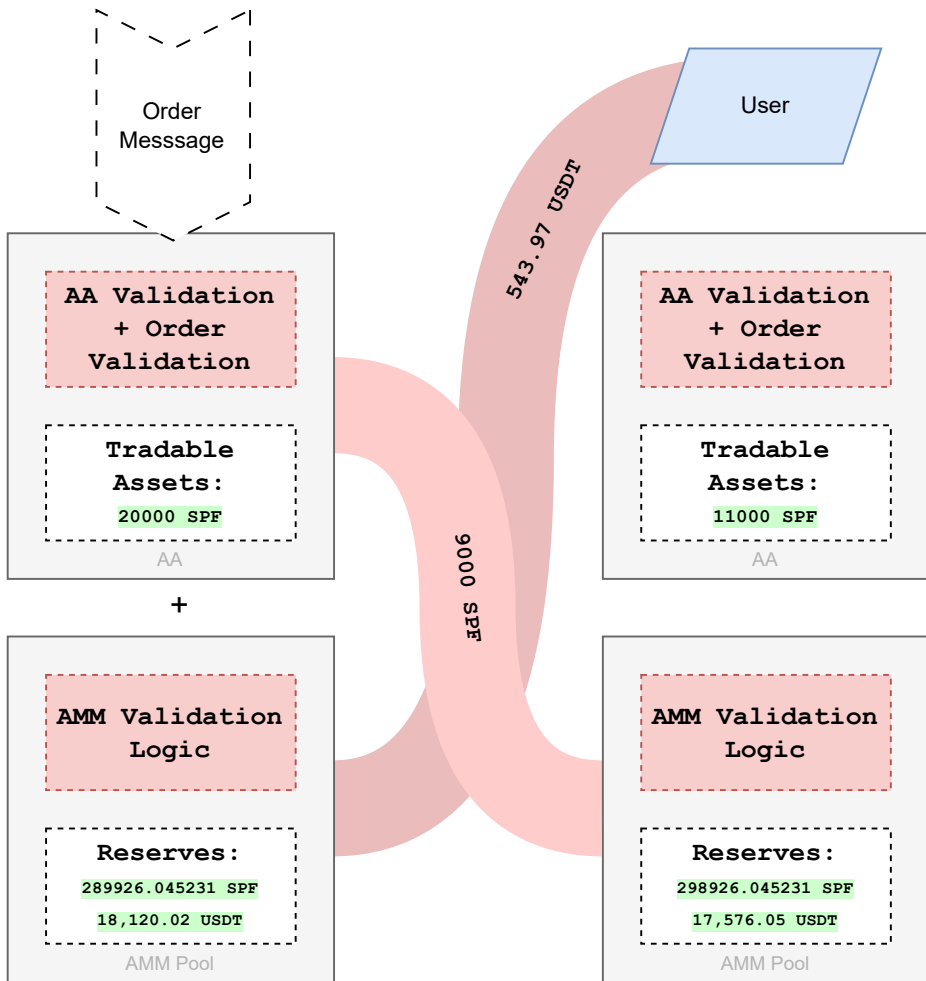 Order
Messsage
User
543.97 USDT
AA Validation
+ Order
Validation
Tradable
Assets:
20000 SPF
AA
AA Validation
+ Order
Validation
Tradable
Assets:
11000 SPF
AA
9000 SPF
+
AMM Validation
Logic
Reserves:
289926.045231 SPF
18,120.02 USDT
AMM Pool
AMM Validation
Logic
Reserves:
298926.045231 SPF
17,576.05 USDT
AMM Pool